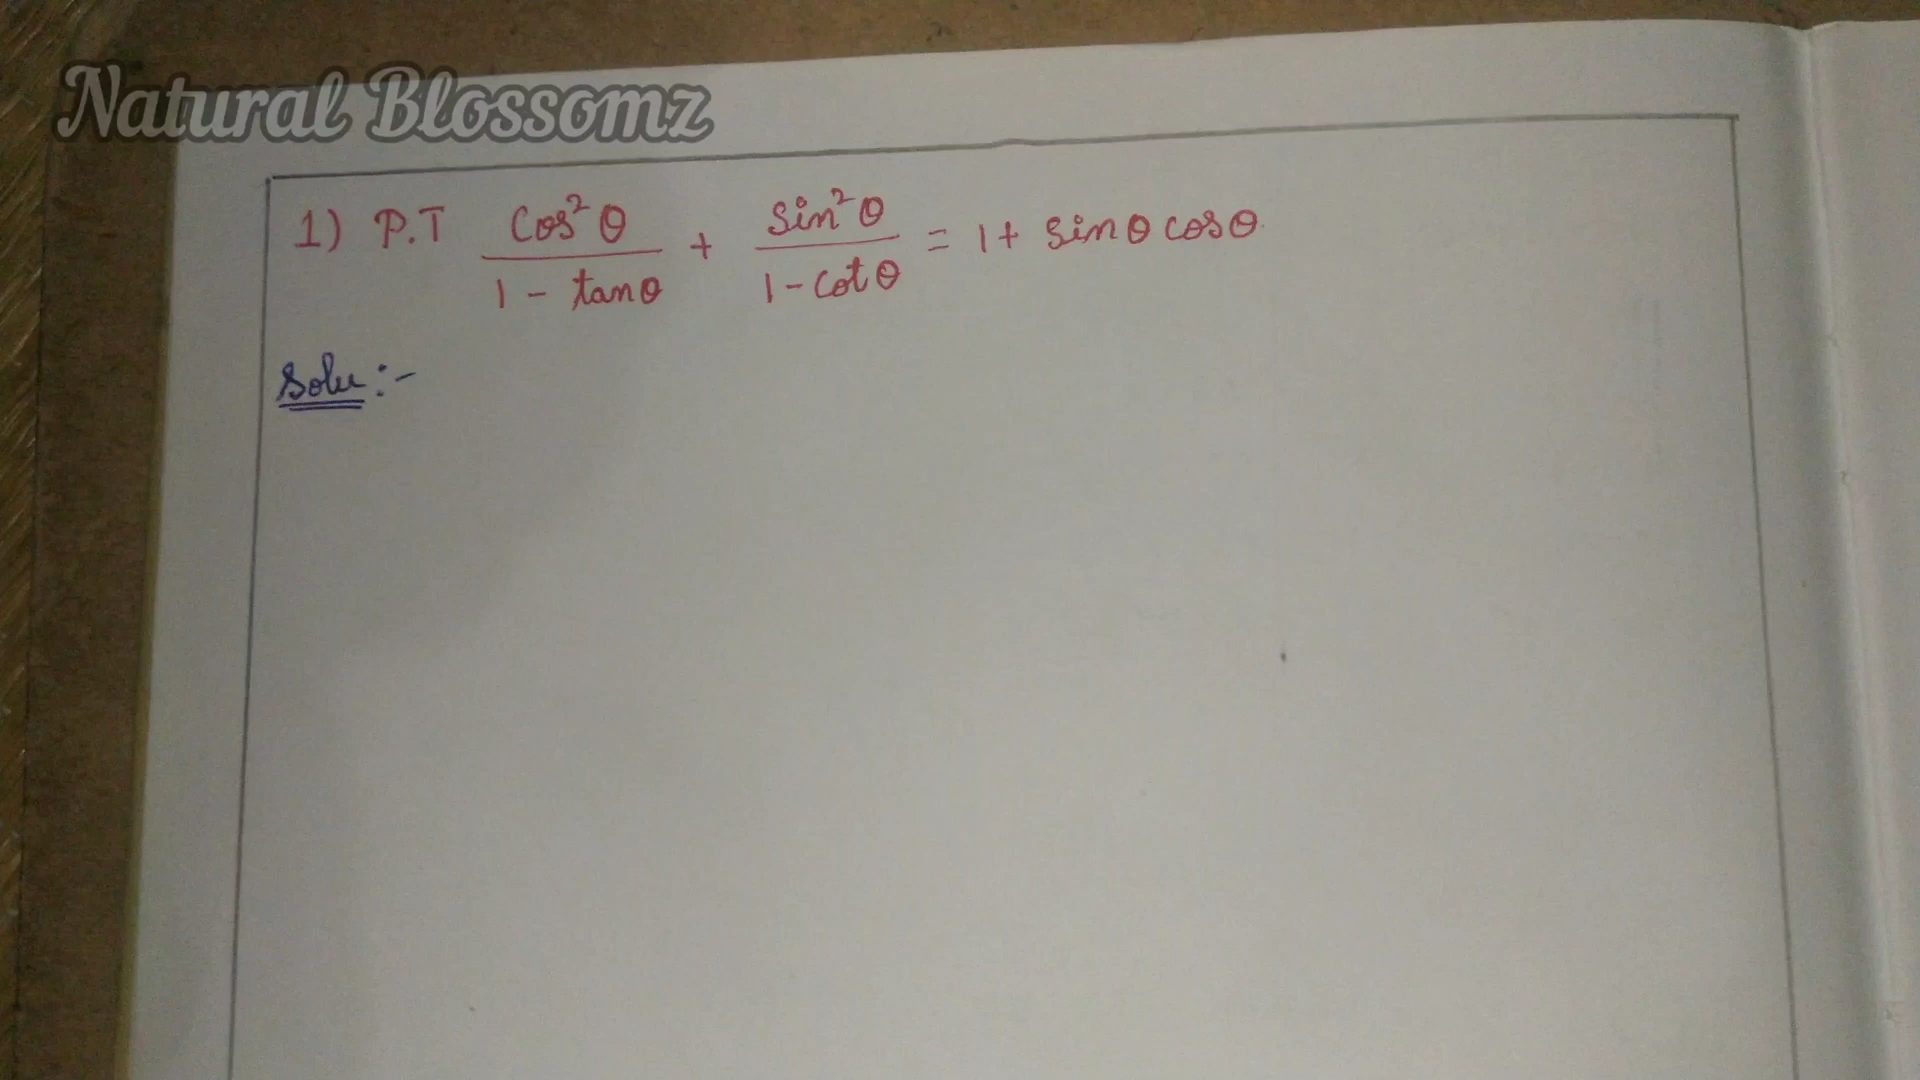 Natural Blossomz
1) P.T Cos²θ / 1 - tanθ + Sin²θ / 1 - cotθ = 1 + sinθ cosθ.
Solu :-